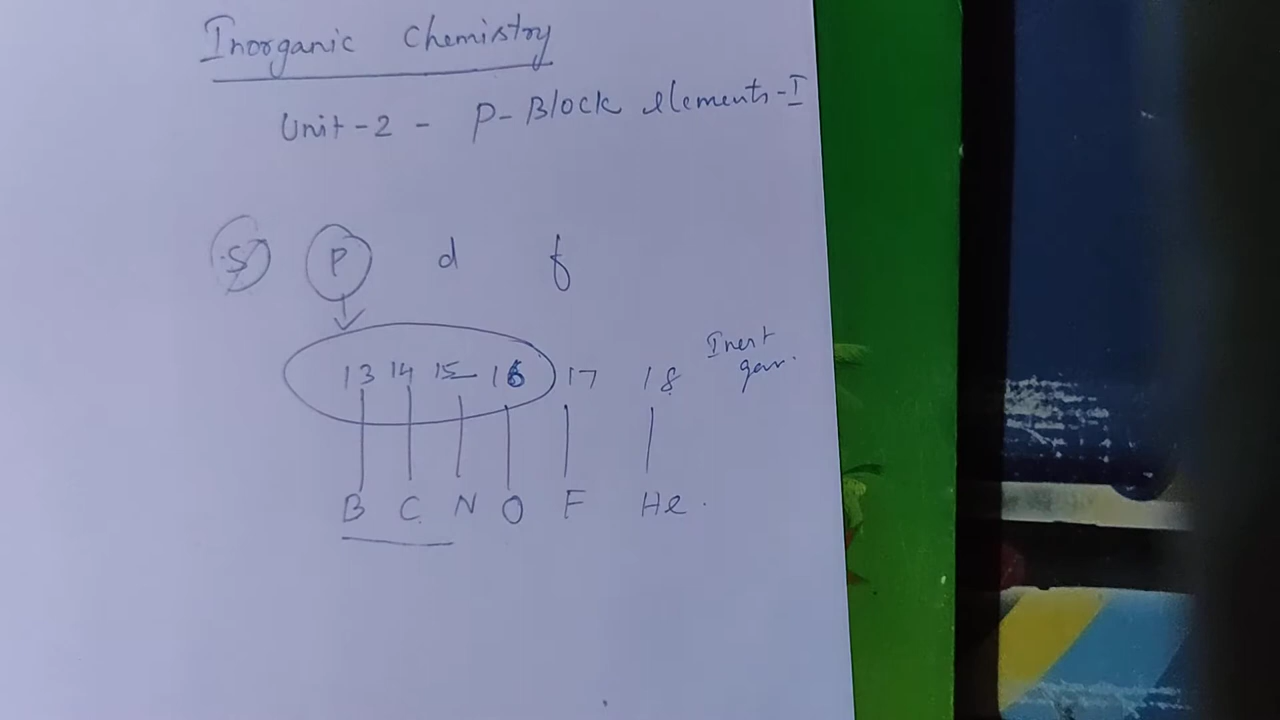 Inorganic Chemistry
Unit-2 - P-Block elements-I
S P d f
13 14 15 16 17 18 Inert gas.
B C N O F He.